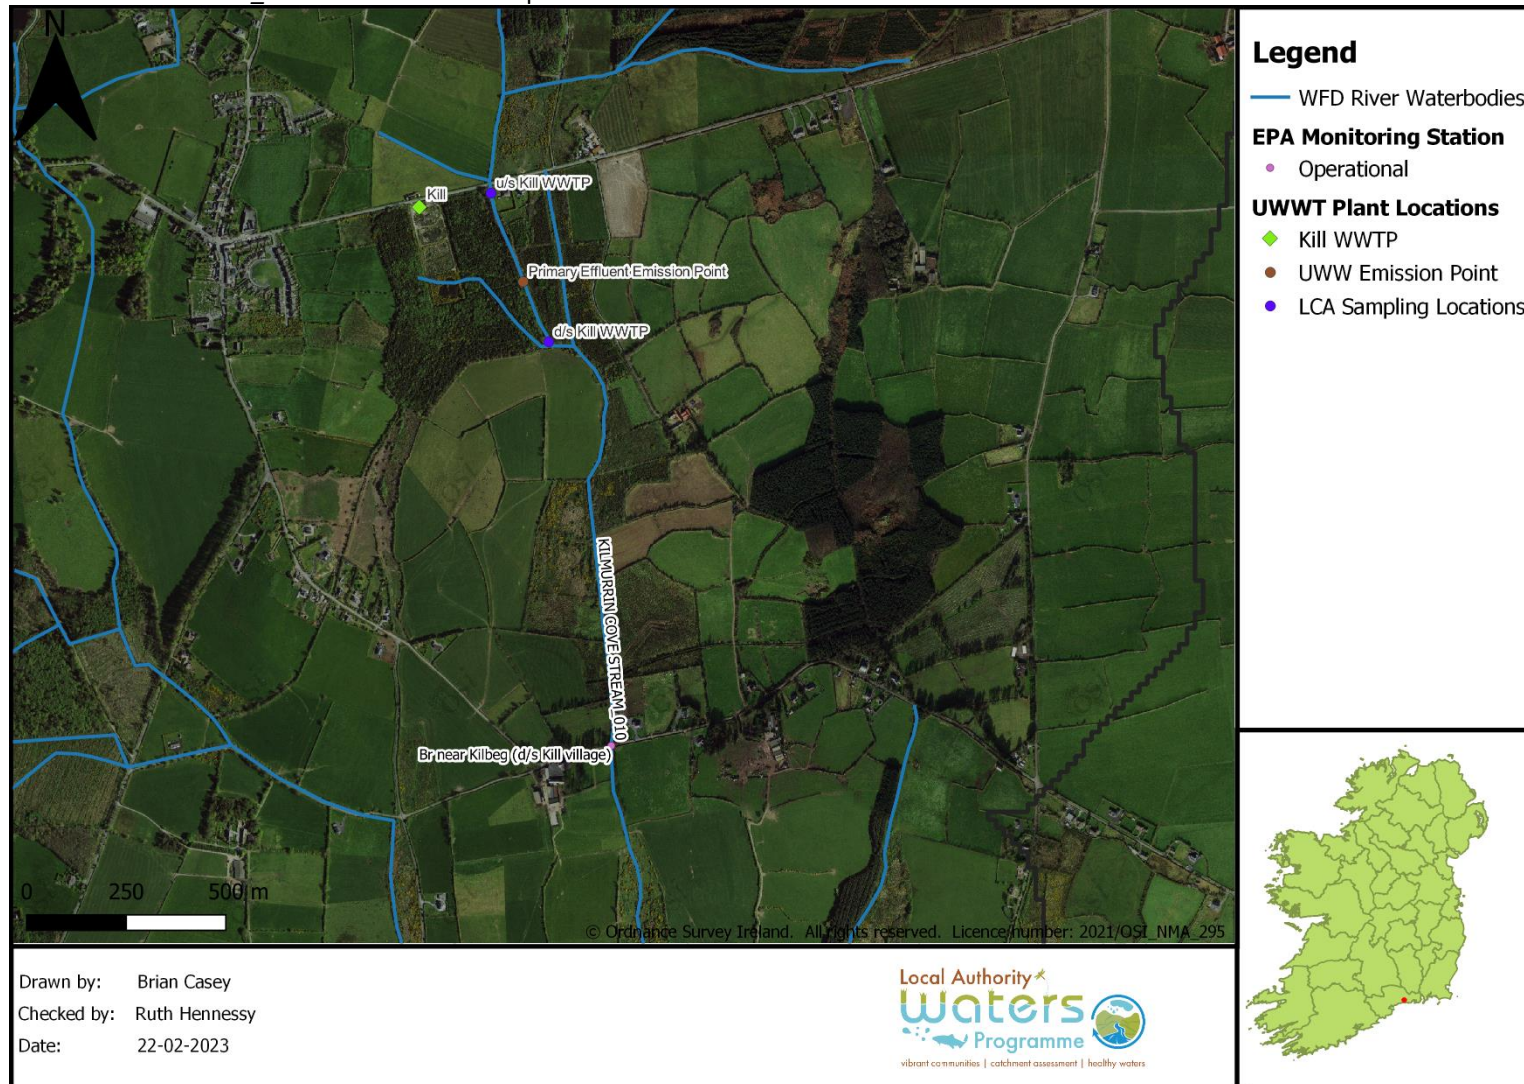 N
u/s Kill WWTP
Kill
Primary Effluent Emission Point
d/s Kill WWTP
KILMURRIN COVE STREAM_010
Br near Kilbeg (d/s Kill village)
0 250 500 m
© Ordnance Survey Ireland. All rights reserved. Licence number: 2021/OSI_NMA_295
Legend
WFD River Waterbodies
EPA Monitoring Station
Operational
UWWT Plant Locations
Kill WWTP
UWW Emission Point
LCA Sampling Locations
Drawn by: Brian Casey
Checked by: Ruth Hennessy
Date: 22-02-2023
Local Authority
Waters
Programme
vibrant communities | catchment assessment | healthy waters